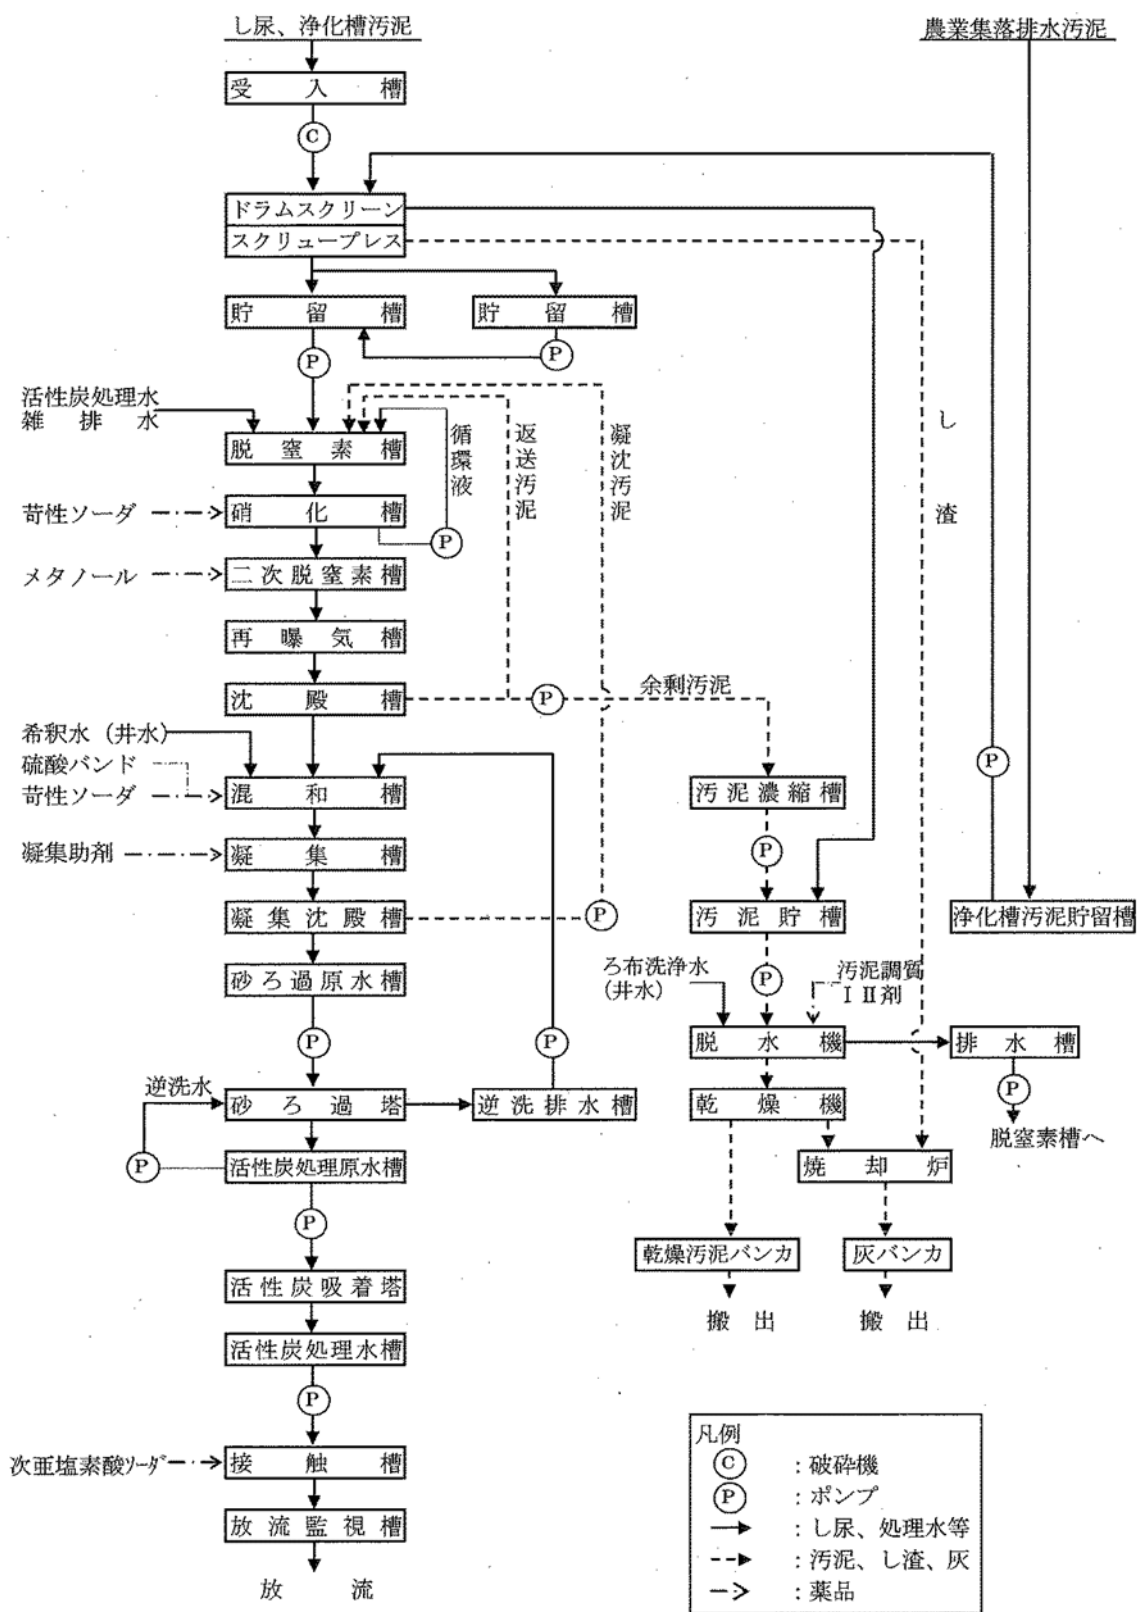 し尿、浄化槽汚泥
農業集落排水汚泥
受入槽
C
ドラムスクリーン
スクリュープレス
貯留槽
貯留槽
P
P
活性炭処理水
雑排水
脱窒素槽
循環液
返送汚泥
凝沈汚泥
し渣
苛性ソーダ
硝化槽
P
メタノール
二次脱窒素槽
再曝気槽
沈殿槽
P
余剰汚泥
希釈水(井水)
硫酸バンド
苛性ソーダ
混和槽
汚泥濃縮槽
P
凝集助剤
凝集槽
P
凝集沈殿槽
P
汚泥貯槽
浄化槽汚泥貯留槽
砂ろ過原水槽
ろ布洗浄水
(井水)
P
汚泥調質
ⅠⅡ剤
P
P
脱水機
排水槽
逆洗水
砂ろ過塔
逆洗排水槽
乾燥機
P
脱窒素槽へ
P
活性炭処理原水槽
焼却炉
P
乾燥汚泥バンカ
灰バンカ
活性炭吸着塔
搬出
搬出
活性炭処理水槽
P
次亜塩素酸ソーダ
接触槽
放流監視槽
放流
凡例
C :破砕機
P :ポンプ
:し尿、処理水等
:汚泥、し渣、灰
:薬品